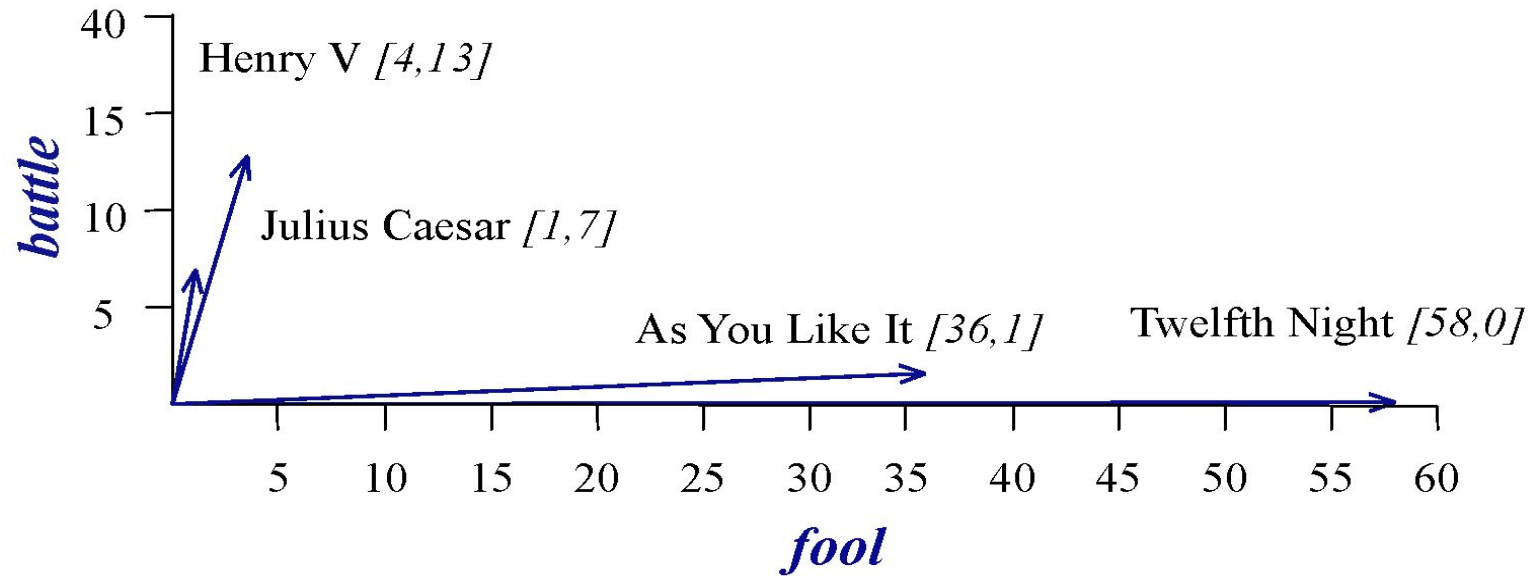 40
Henry V [4,13]
15
battle
10
Julius Caesar [1,7]
5
As You Like It [36,1]
Twelfth Night [58,0]
5 10 15 20 25 30 35 40 45 50 55 60
fool